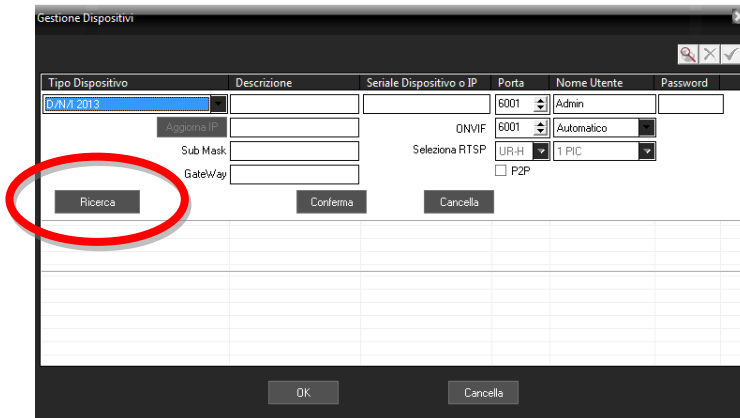 Gestione Dispositivi
Tipo Dispositivo Descrizione Seriale Dispositivo o IP Porta Nome Utente Password
D/N/I 2013 6001 Admin
Aggiorna IP ONVIF 6001 Automatico
Sub Mask Seleziona RTSP UR-H 1 PIC
GateWay P2P
Ricerca Conferma Cancella
OK Cancella